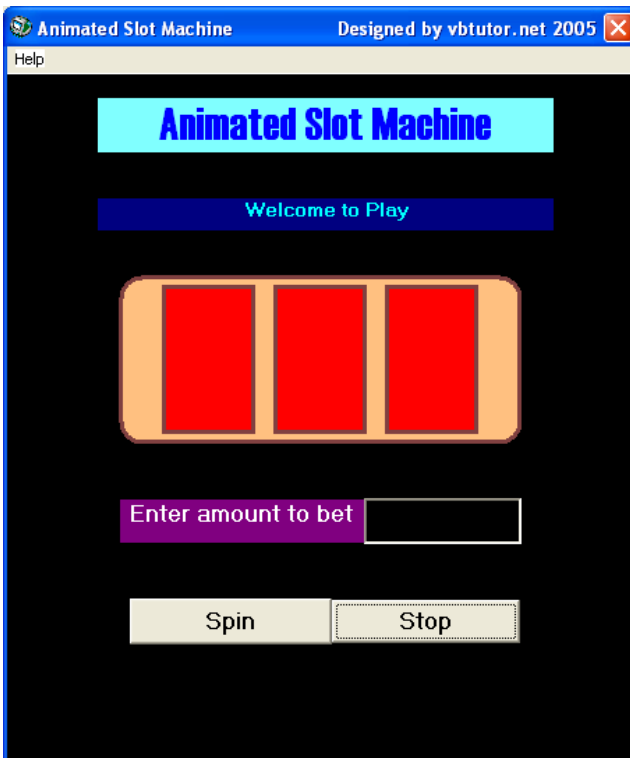 Animated Slot Machine Designed by vbtutor.net 2005
Help
Animated Slot Machine
Welcome to Play
Enter amount to bet
Spin Stop